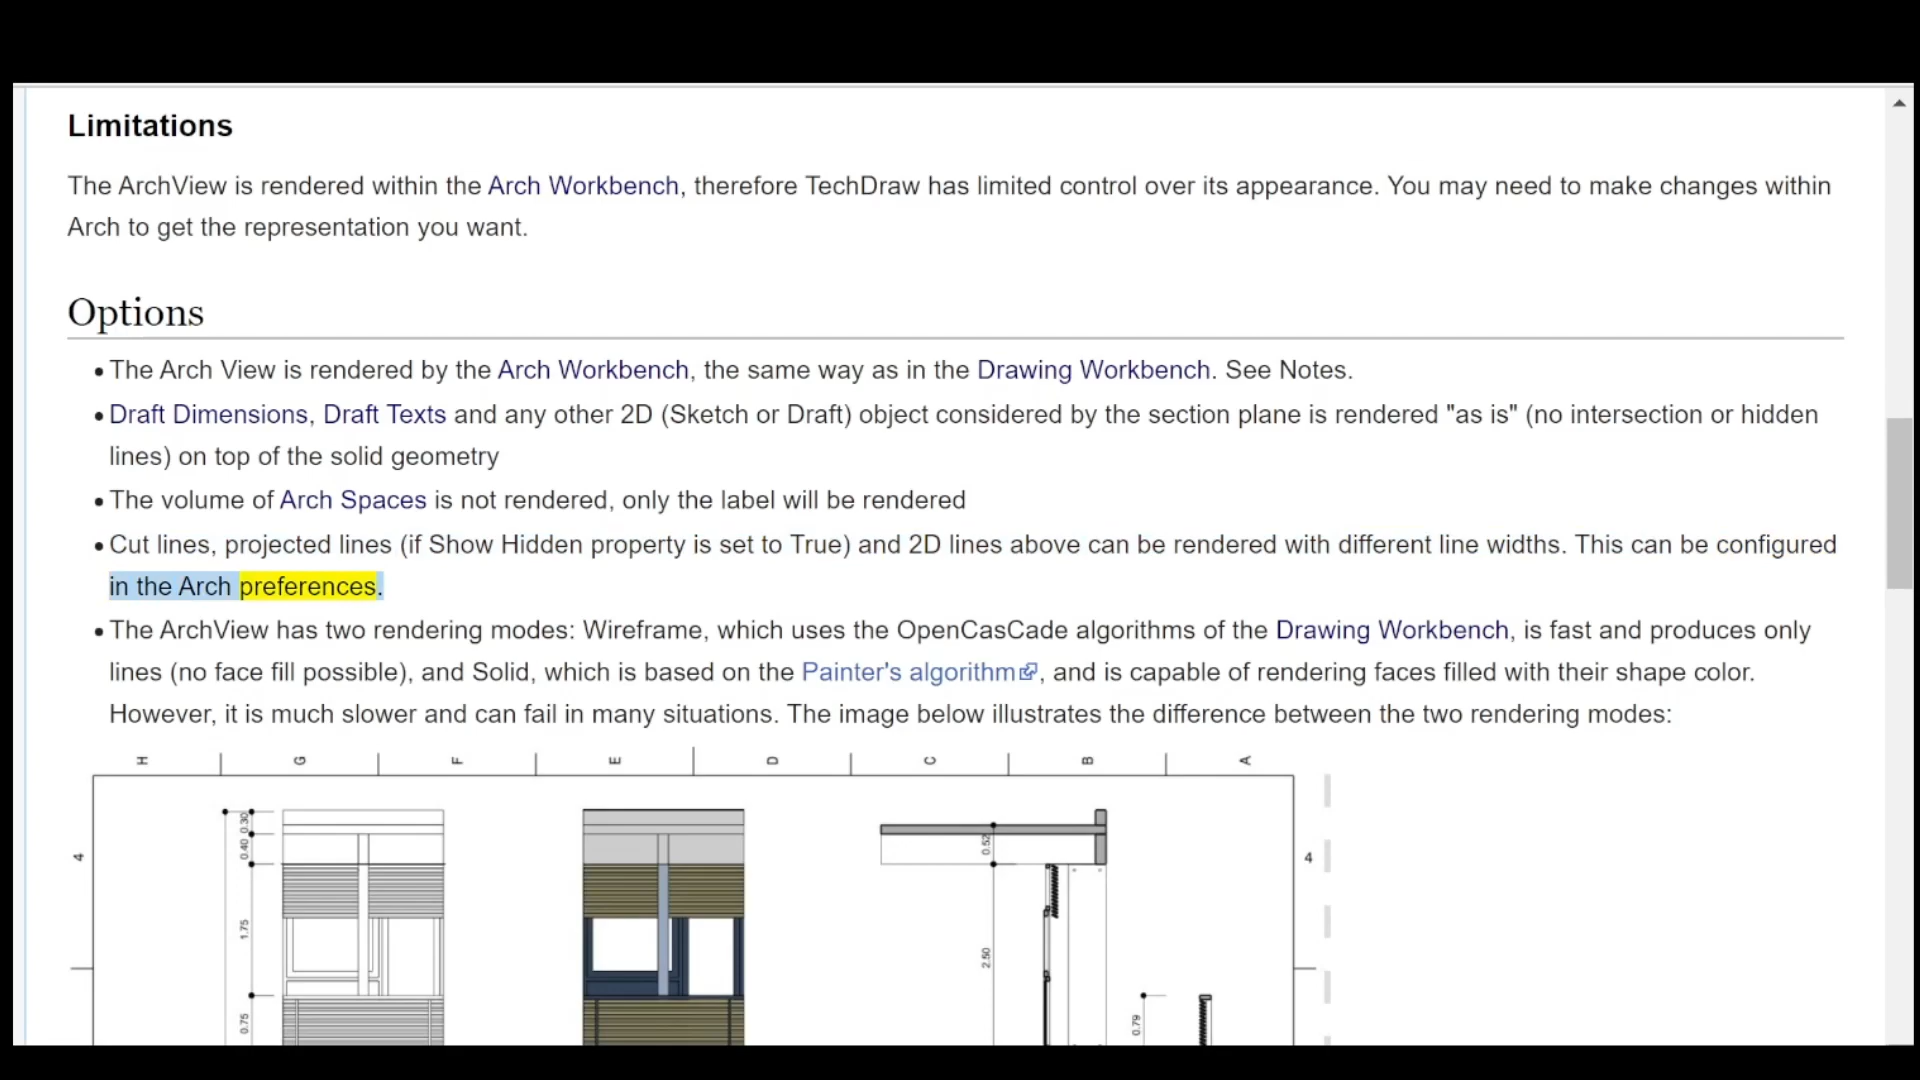 Limitations
The ArchView is rendered within the Arch Workbench, therefore TechDraw has limited control over its appearance. You may need to make changes within
Arch to get the representation you want.
Options
The Arch View is rendered by the Arch Workbench, the same way as in the Drawing Workbench. See Notes.
Draft Dimensions, Draft Texts and any other 2D (Sketch or Draft) object considered by the section plane is rendered "as is" (no intersection or hidden
lines) on top of the solid geometry
The volume of Arch Spaces is not rendered, only the label will be rendered
Cut lines, projected lines (if Show Hidden property is set to True) and 2D lines above can be rendered with different line widths. This can be configured
in the Arch preferences.
The ArchView has two rendering modes: Wireframe, which uses the OpenCasCade algorithms of the Drawing Workbench, is fast and produces only
lines (no face fill possible), and Solid, which is based on the Painter's algorithm, and is capable of rendering faces filled with their shape color.
However, it is much slower and can fail in many situations. The image below illustrates the difference between the two rendering modes:
H G F E D C B A
0.30
0.40
0.52
4 4
1.75
2.50
0.75
0.79